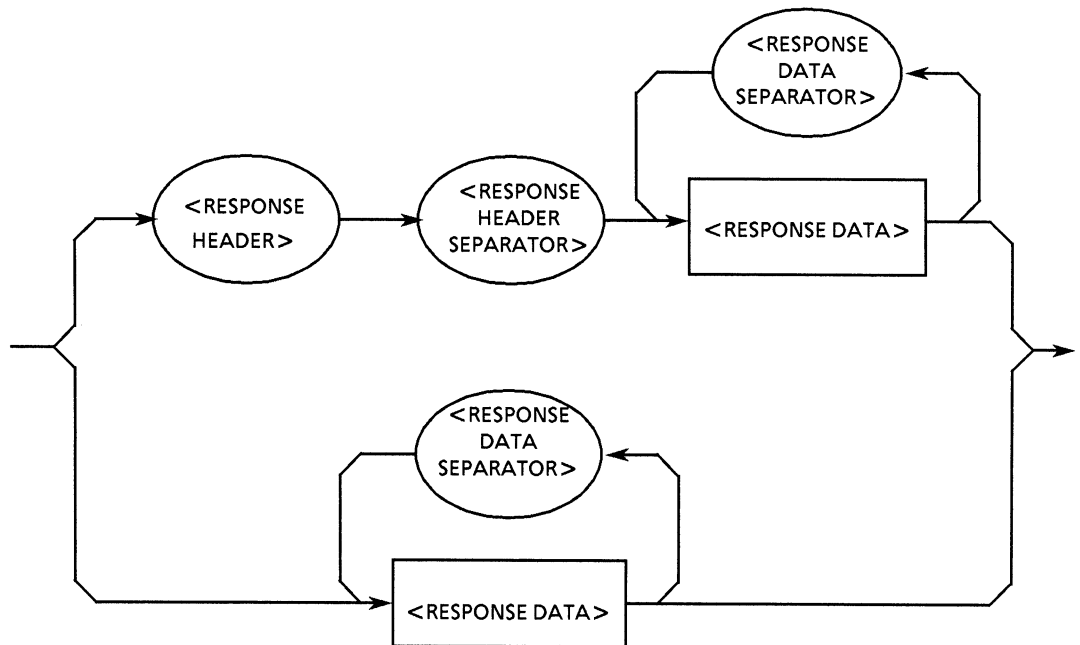 <RESPONSE
DATA
SEPARATOR>
<RESPONSE
HEADER>
<RESPONSE
HEADER
SEPARATOR>
<RESPONSE DATA>
<RESPONSE
DATA
SEPARATOR>
<RESPONSE DATA>